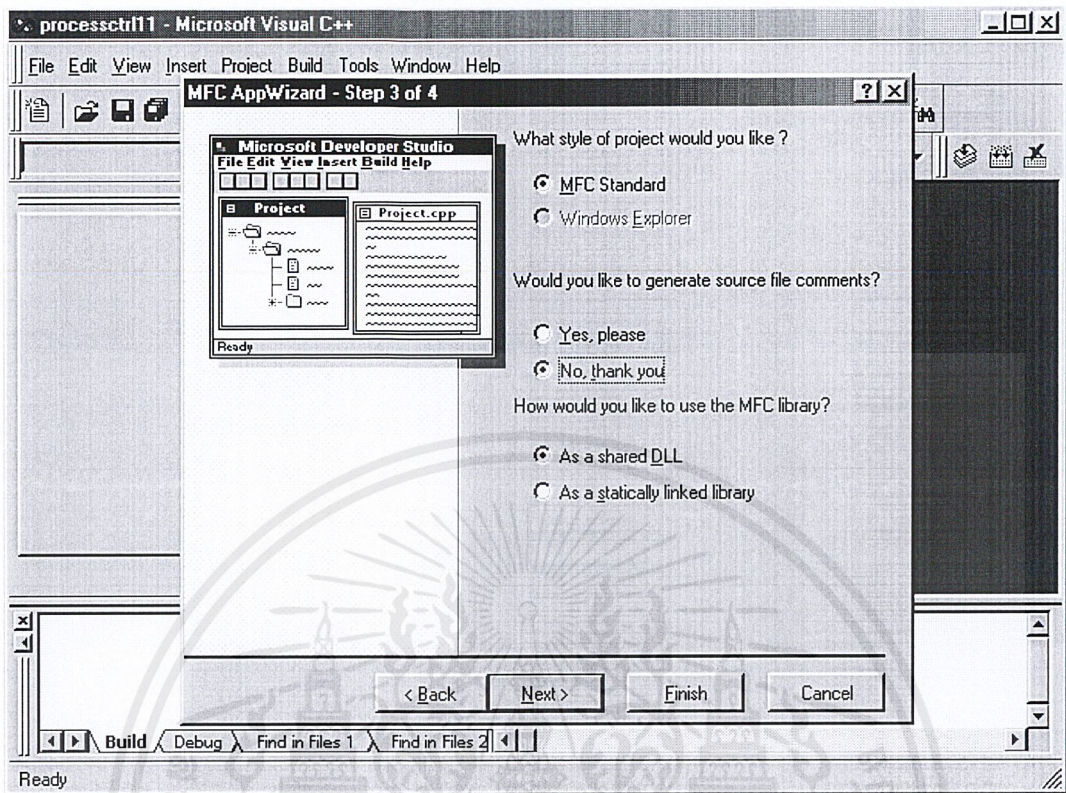 processctrl11 - Microsoft Visual C++
File Edit View Insert Project Build Tools Window Help
MFC AppWizard - Step 3 of 4
Microsoft Developer Studio
File Edit View Insert Build Help
Project
Project.cpp
Ready
What style of project would you like ?
MFC Standard
Windows Explorer
Would you like to generate source file comments?
Yes, please
No, thank you
How would you like to use the MFC library?
As a shared DLL
As a statically linked library
< Back
Next >
Finish
Cancel
Build
Debug
Find in Files 1
Find in Files 2
Ready